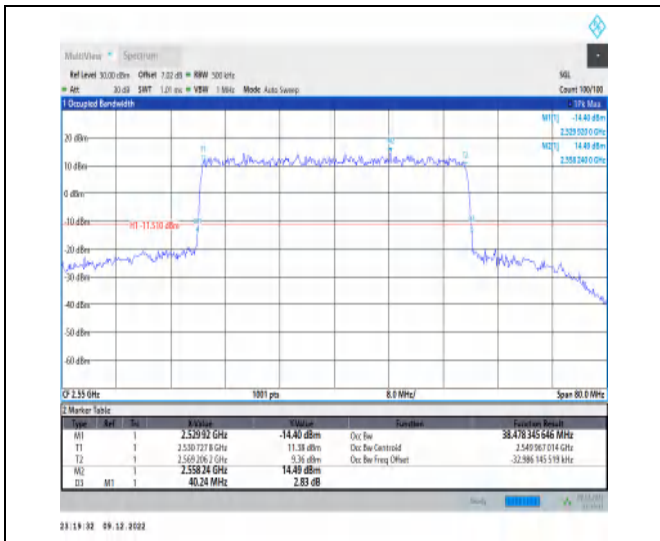 MultiView Spectrum
Ref Level 30.00 dBm Offset 7.02 dB RBW 500 kHz SGL
Att 30 dB SWT 1.01 ms VBW 1 MHz Mode Auto Sweep Count 100/100
1 Occupied Bandwidth 1Pk Max
M1[1] -14.40 dBm
2.529 920 0 GHz
M2[1] 14.49 dBm
2.558 240 0 GHz
20 dBm
10 dBm
0 dBm
-10 dBm
H1 -11.510 dBm
-20 dBm
-30 dBm
-40 dBm
-50 dBm
-60 dBm
T1
M2
T2
CF 2.55 GHz 1001 pts 8.0 MHz/ Span 80.0 MHz
2 Marker Table
Type Ref Trc X-Value Y-Value Function Function Result
M1 1 2.529 92 GHz -14.40 dBm Occ Bw 38.478 345 646 MHz
T1 1 2.530 727 8 GHz 11.38 dBm Occ Bw Centroid 2.549 967 014 GHz
T2 1 2.569 206 2 GHz 9.36 dBm Occ Bw Freq Offset -32.986 145 519 kHz
M2 1 2.558 24 GHz 14.49 dBm
D3 M1 1 40.24 MHz 2.83 dB
Ready
23:19:32 09.12.2022